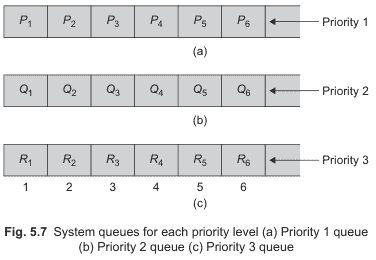 P1 P2 P3 P4 P5 P6 Priority 1
(a)
Q1 Q2 Q3 Q4 Q5 Q6 Priority 2
(b)
R1 R2 R3 R4 R5 R6 Priority 3
1 2 3 4 5 6
(c)
Fig. 5.7 System queues for each priority level (a) Priority 1 queue
(b) Priority 2 queue (c) Priority 3 queue